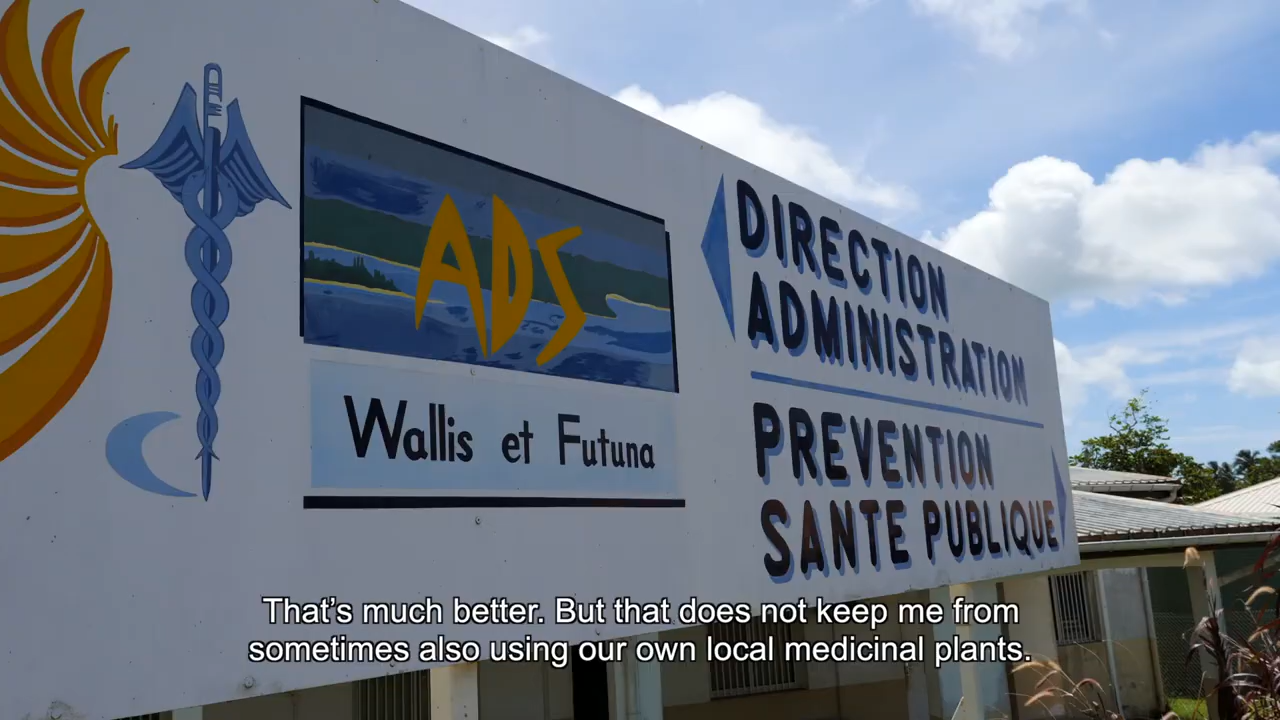 ADS
Wallis et Futuna
DIRECTION
ADMINISTRATION
PREVENTION
SANTE PUBLIQUE
That's much better. But that does not keep me from
sometimes also using our own local medicinal plants.